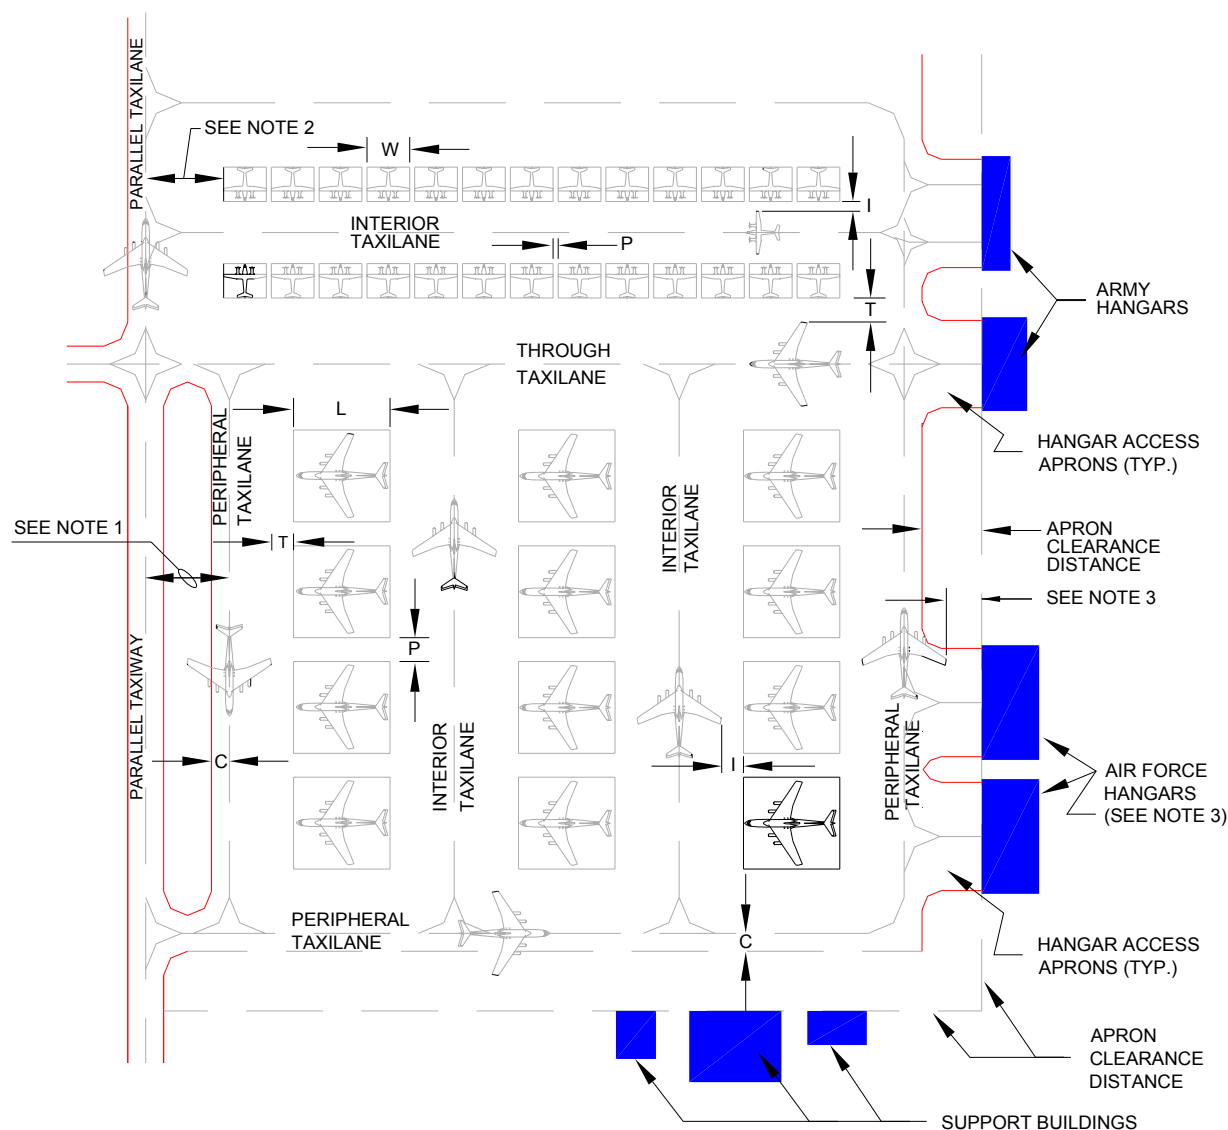 PARALLEL TAXILANE
SEE NOTE 2
W
I
INTERIOR
TAXILANE
P
ARMY
HANGARS
T
THROUGH
TAXILANE
L
PERIPHERAL
TAXILANE
HANGAR ACCESS
APRONS (TYP.)
SEE NOTE 1
T
INTERIOR
TAXILANE
APRON
CLEARANCE
DISTANCE
SEE NOTE 3
P
PARALLEL TAXIWAY
C
INTERIOR
TAXILANE
I
PERIPHERAL
TAXILANE
AIR FORCE
HANGARS
(SEE NOTE 3)
PERIPHERAL
TAXILANE
C
HANGAR ACCESS
APRONS (TYP.)
APRON
CLEARANCE
DISTANCE
SUPPORT BUILDINGS